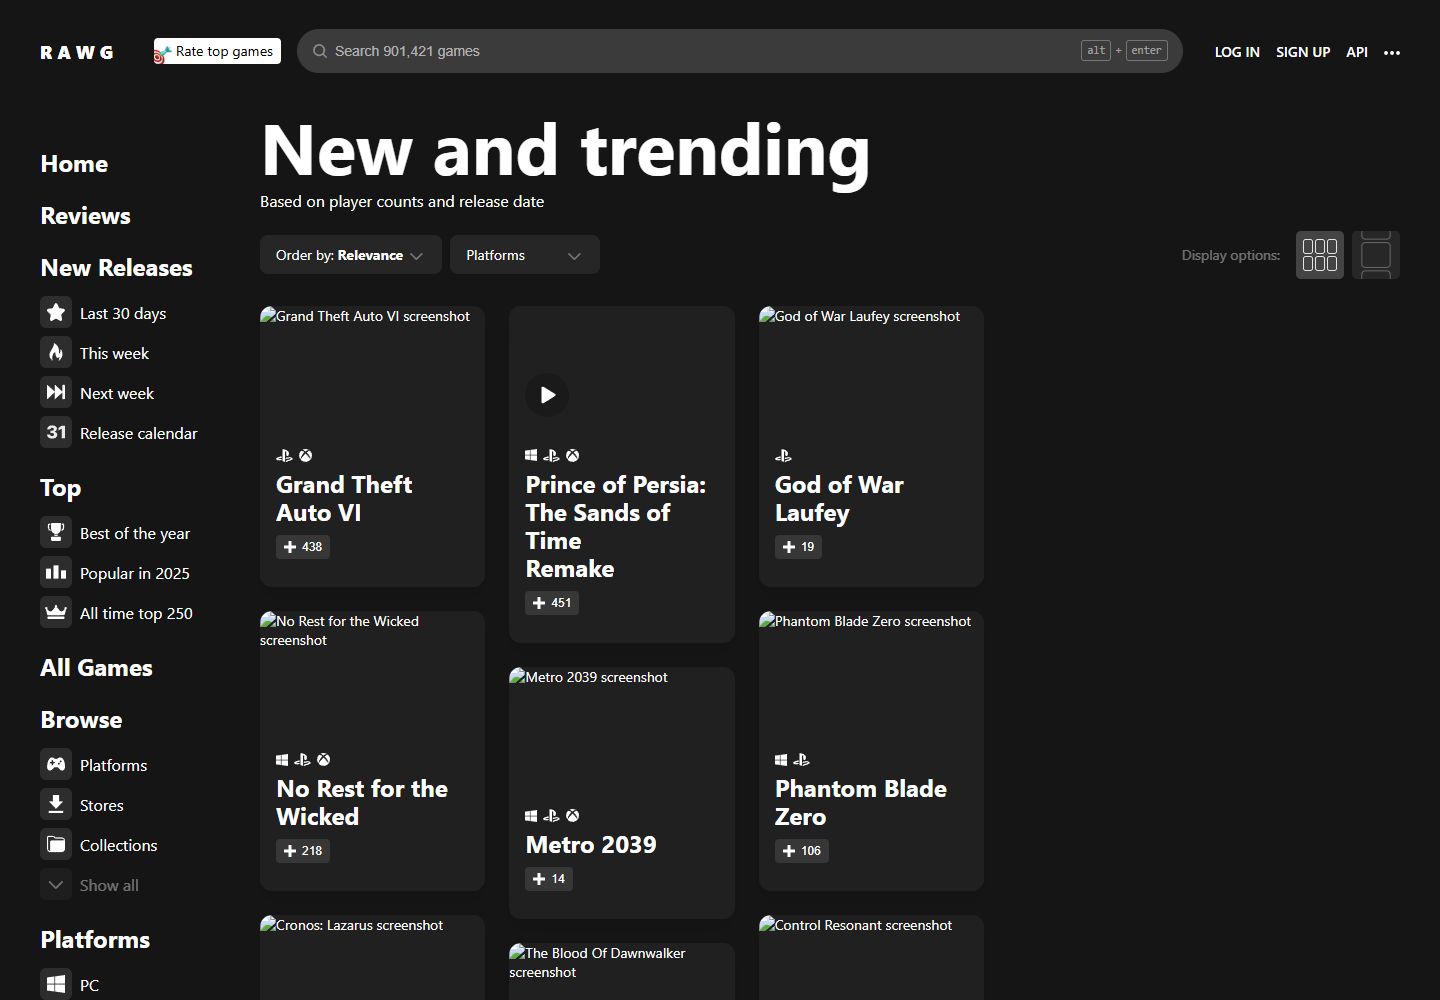 RAWG
Rate top games
Search 901,421 games
alt + enter
LOG IN
SIGN UP
API
Home
Reviews
New Releases
Last 30 days
This week
Next week
31 Release calendar
Top
Best of the year
Popular in 2025
All time top 250
All Games
Browse
Platforms
Stores
Collections
Show all
Platforms
PC
New and trending
Based on player counts and release date
Order by: Relevance
Platforms
Display options:
Grand Theft Auto VI screenshot
Grand Theft
Auto VI
438
Prince of Persia:
The Sands of
Time
Remake
451
God of War Laufey screenshot
God of War
Laufey
19
No Rest for the Wicked
screenshot
No Rest for the
Wicked
218
Metro 2039 screenshot
Metro 2039
14
Phantom Blade Zero screenshot
Phantom Blade
Zero
106
Cronos: Lazarus screenshot
The Blood Of Dawnwalker
screenshot
Control Resonant screenshot